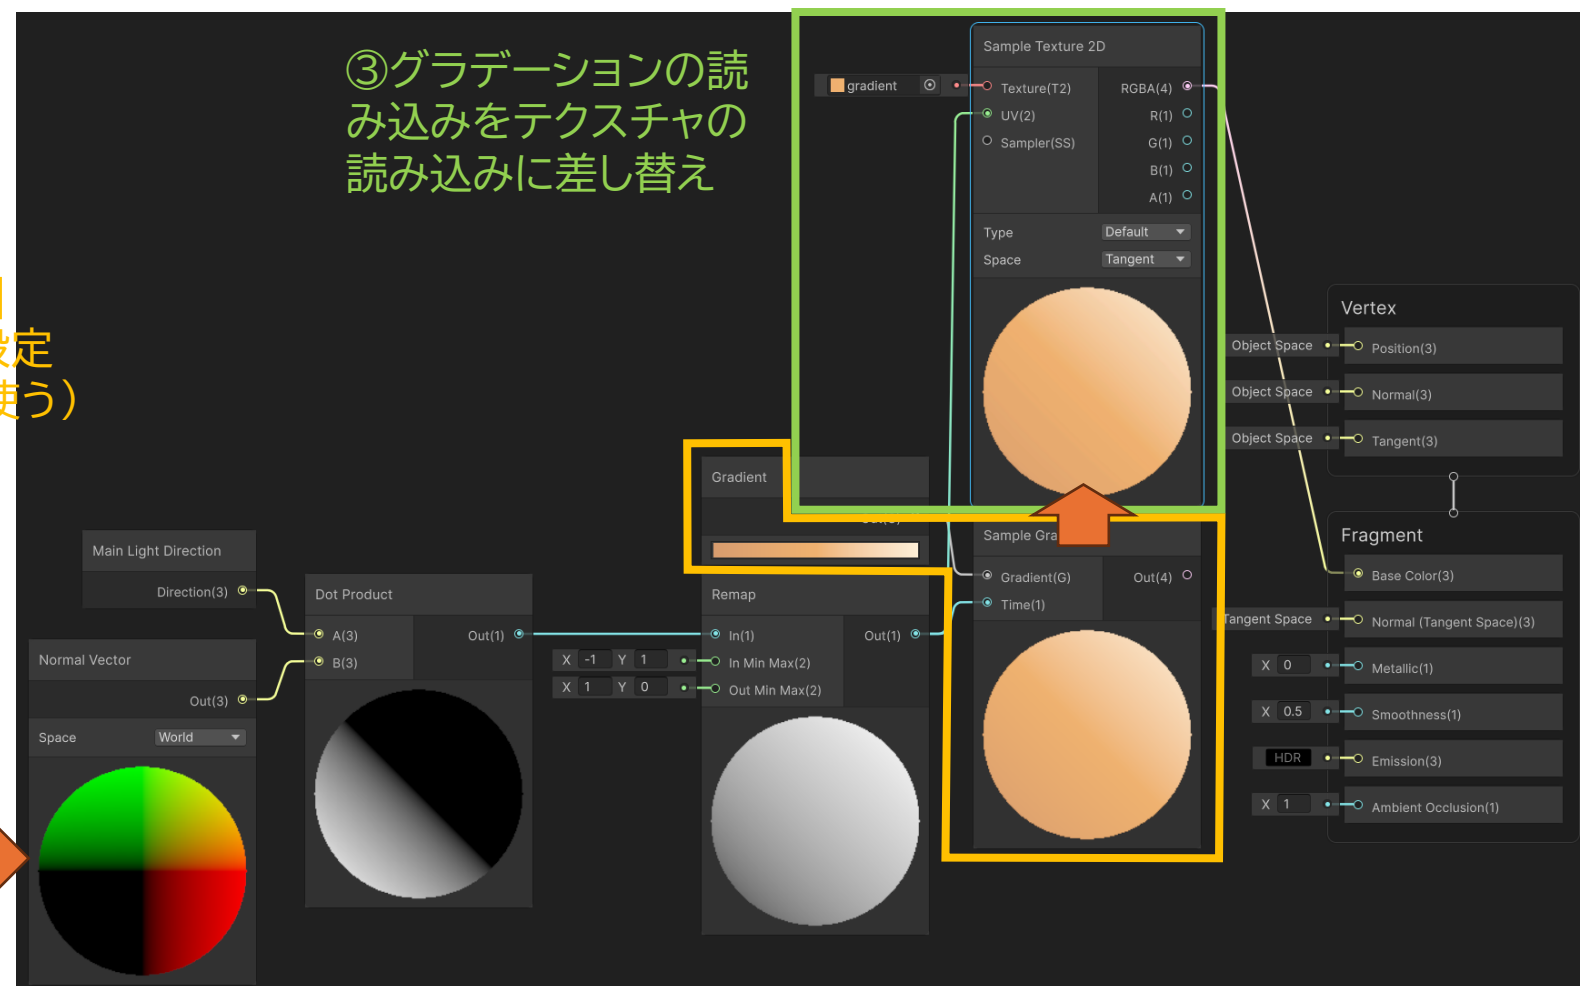 ③グラデーションの読
み込みをテクスチャの
読み込みに差し替え
設定
使う）
Sample Texture 2D
gradient
Texture(T2)
RGBA(4)
UV(2)
R(1)
Sampler(SS)
G(1)
B(1)
A(1)
Type
Default
Space
Tangent
Gradient
Sample Gra
Gradient(G)
Out(4)
Time(1)
Main Light Direction
Direction(3)
Normal Vector
Out(3)
Space
World
Dot Product
A(3)
Out(1)
B(3)
Remap
In(1)
Out(1)
X -1 Y 1
In Min Max(2)
X 1 Y 0
Out Min Max(2)
Vertex
Object Space
Position(3)
Object Space
Normal(3)
Object Space
Tangent(3)
Fragment
Base Color(3)
Tangent Space
Normal (Tangent Space)(3)
X 0
Metallic(1)
X 0.5
Smoothness(1)
HDR
Emission(3)
X 1
Ambient Occlusion(1)